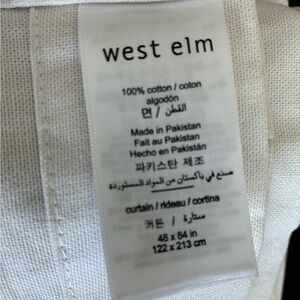 west elm
100% cotton / coton
algodón
면 / القطن
Made in Pakistan
Fait au Pakistan
Hecho en Pakistán
파키스탄 제조
صنع في باكستان من المواد المستوردة
curtain / rideau / cortina
커튼 / ستارة
48 x 84 in
122 x 213 cm